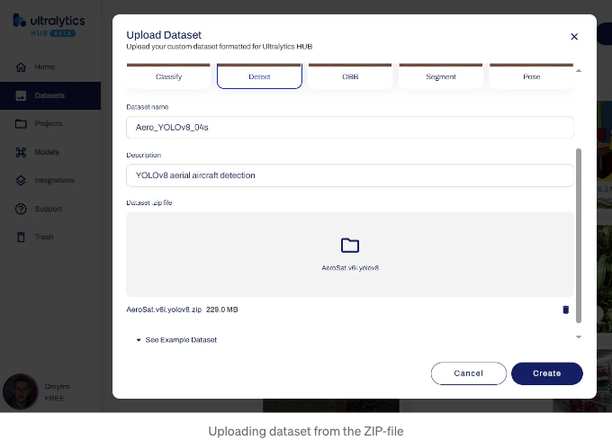 ultralytics
HUB BETA
Home
Datasets
Projects
Models
Integrations
Support
Trash
Upload Dataset
Upload your custom dataset formatted for Ultralytics HUB
Classify
Detect
OBB
Segment
Pose
Dataset name
Aero_YOLOv8_04s
Description
YOLOv8 aerial aircraft detection
Dataset .zip file
AeroSat.v6i.yolov8
AeroSat.v6i.yolov8.zip 229.0 MB
See Example Dataset
Cancel
Create
Dmytro
FREE
Uploading dataset from the ZIP-file